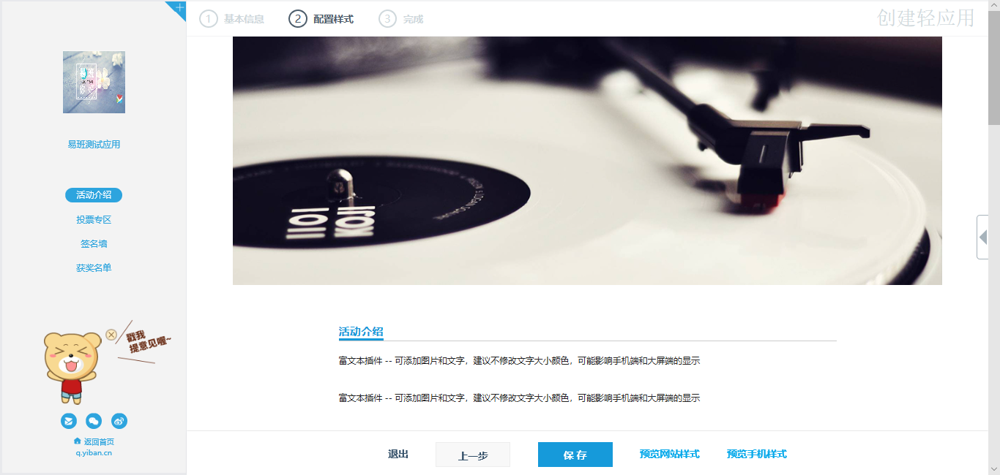 1 基本信息
2 配置样式
3 完成
创建轻应用
易班测试应用
活动介绍
投票专区
签名墙
获奖名单
戳我
提意见喔~
返回首页
q.yiban.cn
IIOI
KOJI
活动介绍
富文本插件 -- 可添加图片和文字，建议不修改文字大小颜色，可能影响手机端和大屏端的显示
富文本插件 -- 可添加图片和文字，建议不修改文字大小颜色，可能影响手机端和大屏端的显示
退出
上一步
保 存
预览网站样式
预览手机样式